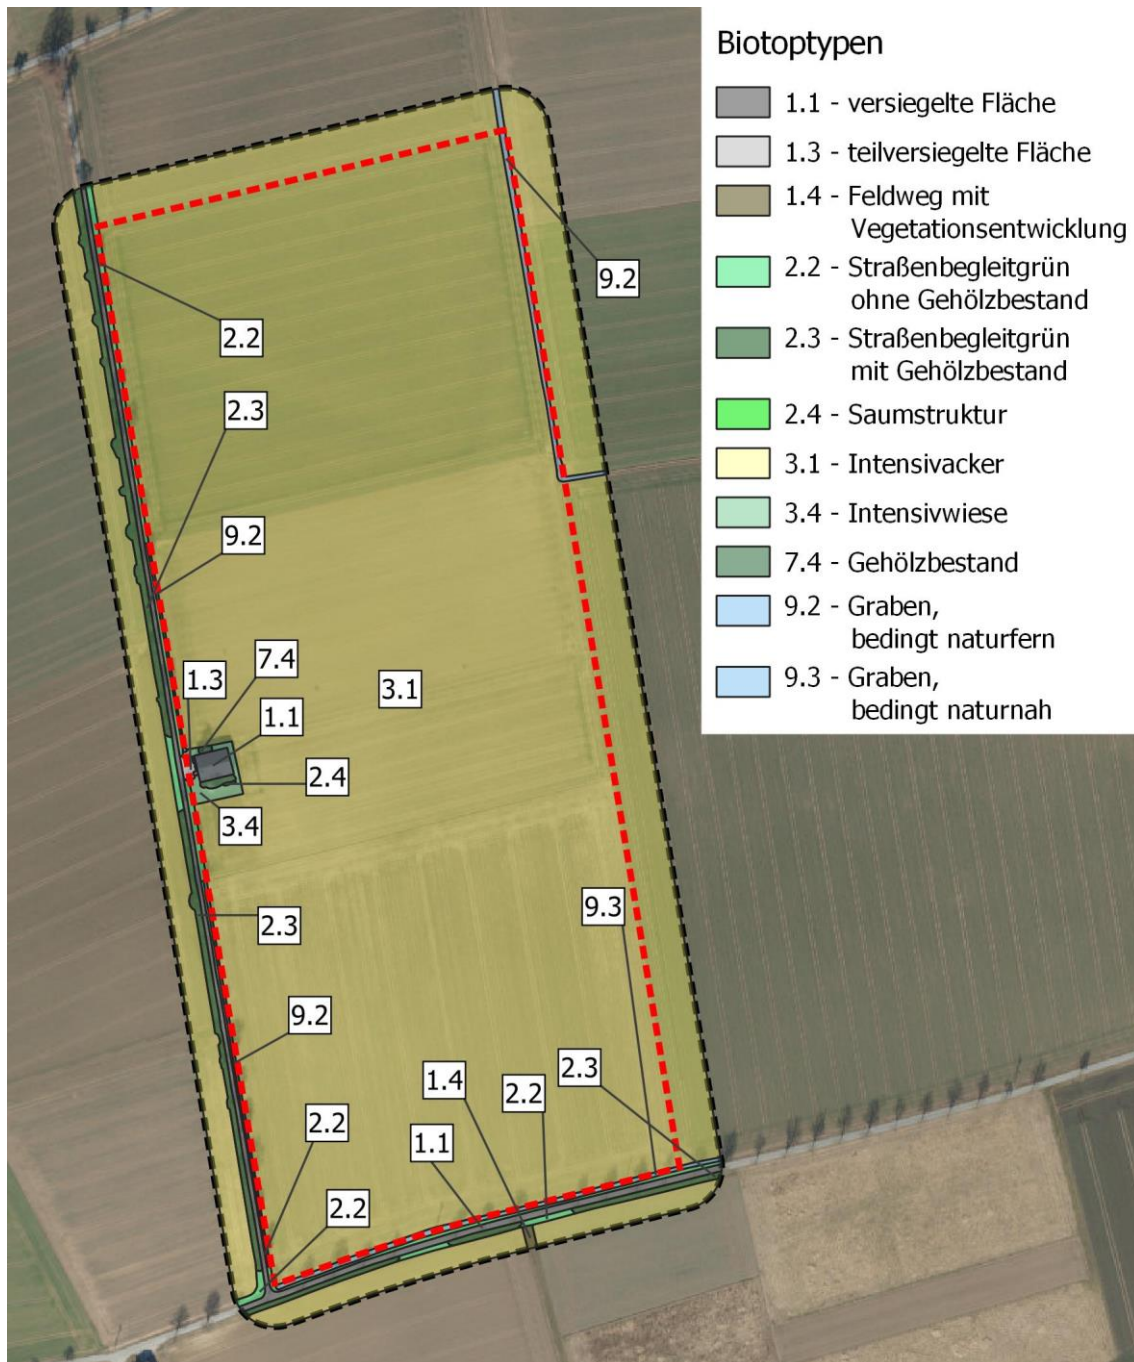 Biotoptypen
1.1 - versiegelte Fläche
1.3 - teilversiegelte Fläche
1.4 - Feldweg mit
Vegetationsentwicklung
2.2 - Straßenbegleitgrün
ohne Gehölzbestand
2.3 - Straßenbegleitgrün
mit Gehölzbestand
2.4 - Saumstruktur
3.1 - Intensivacker
3.4 - Intensivwiese
7.4 - Gehölzbestand
9.2 - Graben,
bedingt naturfern
9.3 - Graben,
bedingt naturnah
9.2
2.2
2.3
9.2
7.4
1.3
3.1
1.1
2.4
3.4
9.3
2.3
9.2
2.3
1.4
2.2
2.2
1.1
2.2